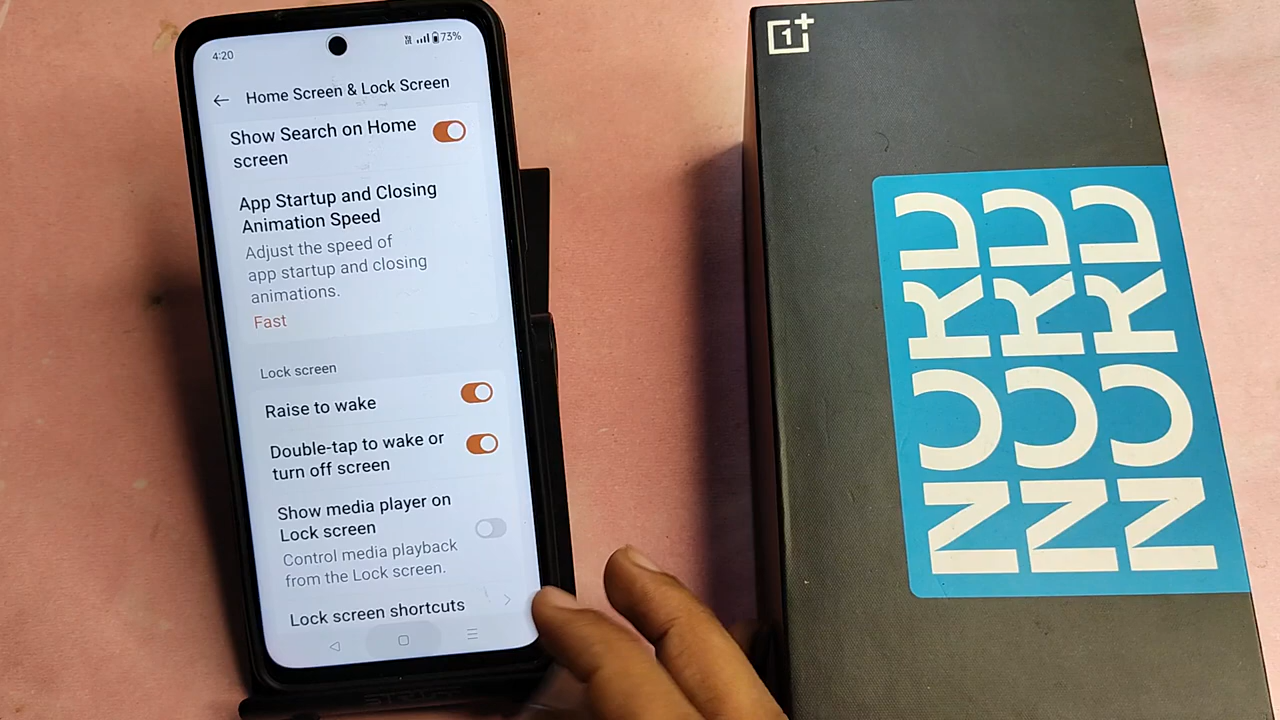 4:20
73%
Home Screen & Lock Screen
Show Search on Home
screen
App Startup and Closing
Animation Speed
Adjust the speed of
app startup and closing
animations.
Fast
Lock screen
Raise to wake
Double-tap to wake or
turn off screen
Show media player on
Lock screen
Control media playback
from the Lock screen.
Lock screen shortcuts
1+
NORD
NORD
NORD